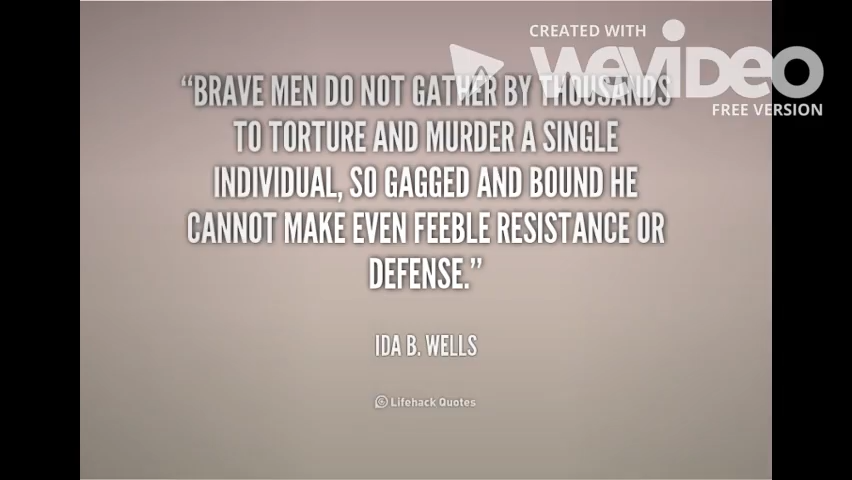 CREATED WITH
WeVideo
FREE VERSION
“BRAVE MEN DO NOT GATHER BY THOUSANDS
TO TORTURE AND MURDER A SINGLE
INDIVIDUAL, SO GAGGED AND BOUND HE
CANNOT MAKE EVEN FEEBLE RESISTANCE OR
DEFENSE.”
IDA B. WELLS
Lifehack Quotes